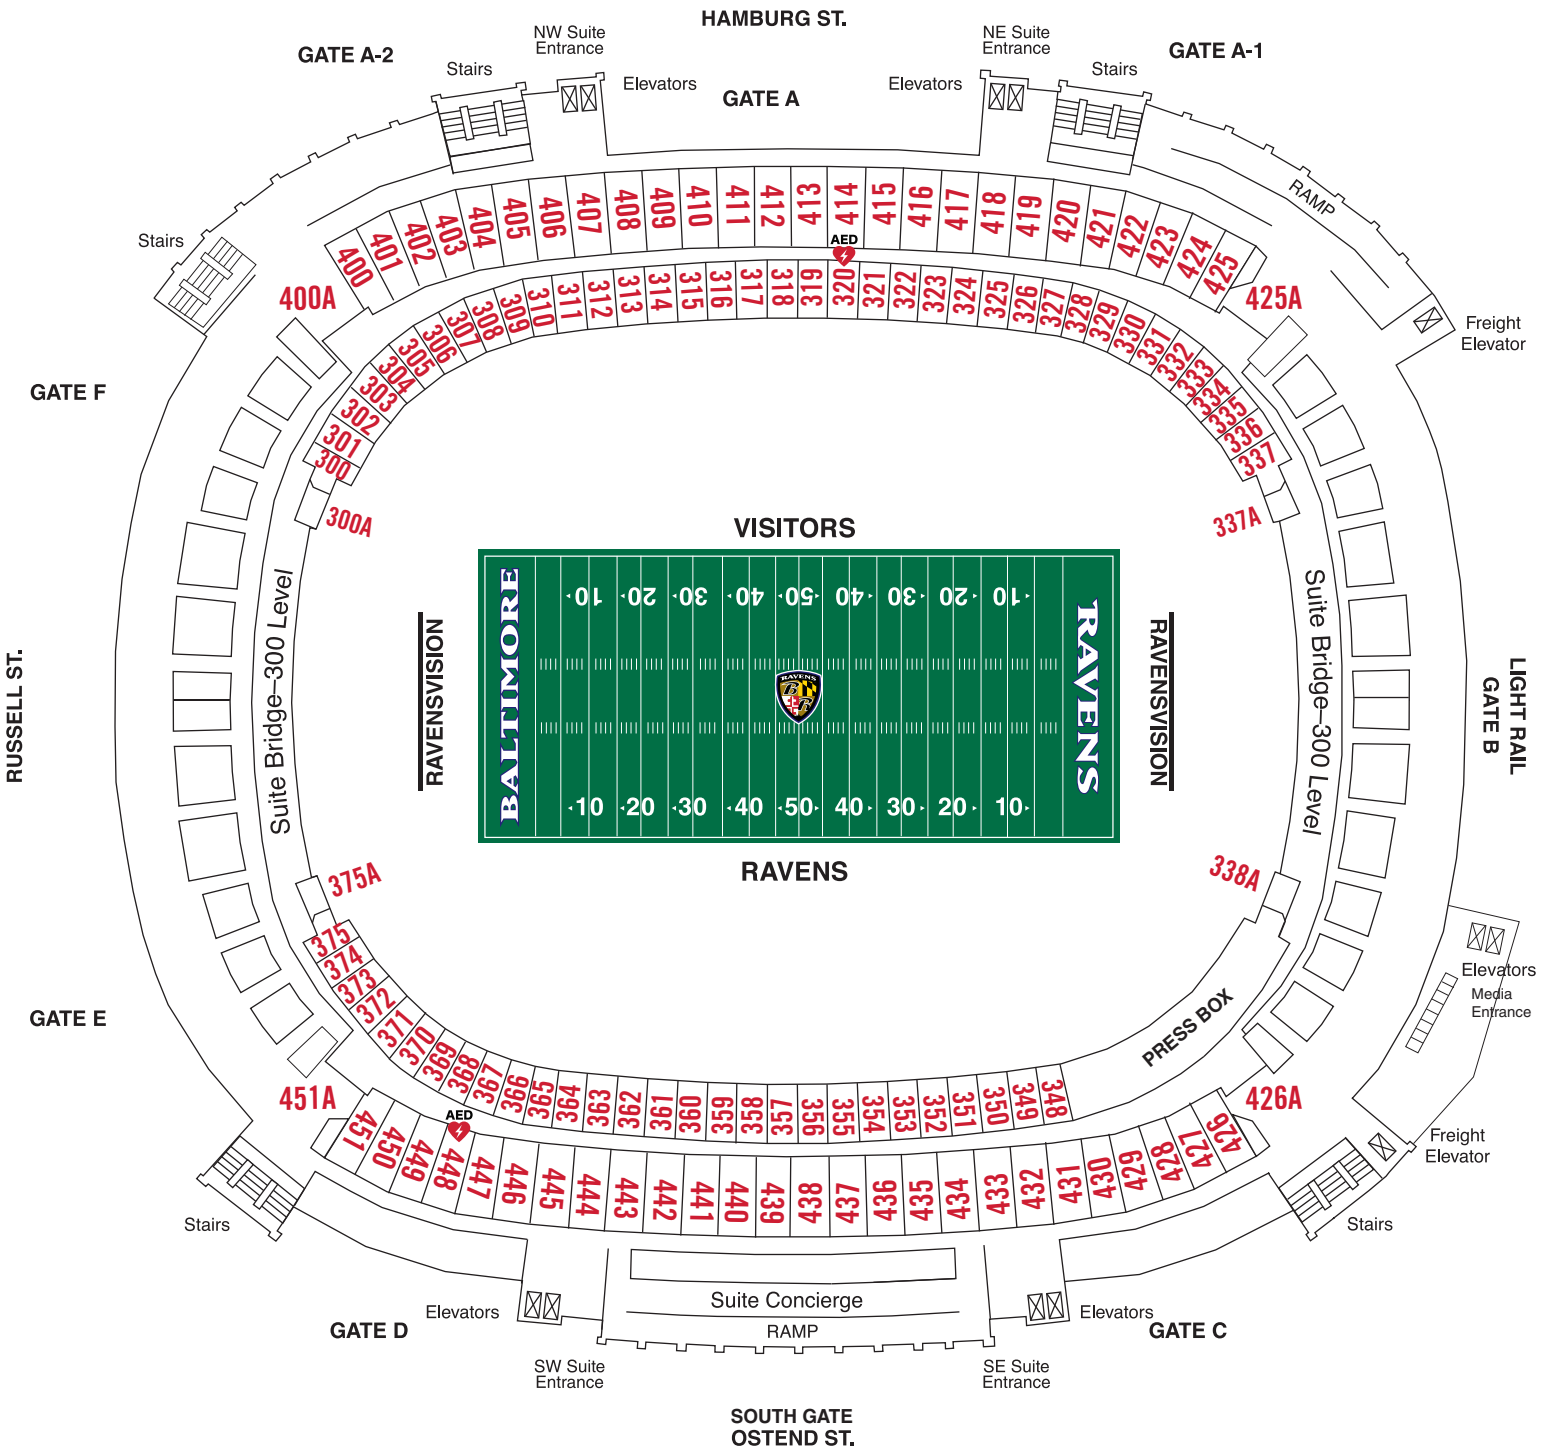 HAMBURG ST.
NW Suite
Entrance
NE Suite
Entrance
GATE A-2
GATE A-1
Stairs
Elevators
GATE A
Elevators
Stairs
RAMP
Stairs
400
401
402
403
404
405
406
407
408
409
410
411
412
413
414
415
416
417
418
419
420
421
422
423
424
425
AED
400A
425A
Freight
Elevator
GATE F
300
301
302
303
304
305
306
307
308
309
310
311
312
313
314
315
316
317
318
319
320
321
322
323
324
325
326
327
328
329
330
331
332
333
334
335
336
337
300A
337A
VISITORS
10 20 30 40 50 40 30 20 10
BALTIMORE
RAVENS
RAVENS
10 20 30 40 50 40 30 20 10
RAVENSVISION
RAVENSVISION
Suite Bridge–300 Level
Suite Bridge–300 Level
RUSSELL ST.
LIGHT RAIL
GATE B
RAVENS
375A
338A
375
374
373
372
371
370
369
368
367
366
365
364
363
362
361
360
359
358
357
356
355
354
353
352
351
350
349
348
PRESS BOX
Elevators
Media
Entrance
GATE E
451A
426A
AED
451
450
449
448
447
446
445
444
443
442
441
440
439
438
437
436
435
434
433
432
431
430
429
428
427
426
Freight
Elevator
Stairs
Stairs
Suite Concierge
Elevators
Elevators
GATE D
RAMP
GATE C
SW Suite
Entrance
SE Suite
Entrance
SOUTH GATE
OSTEND ST.